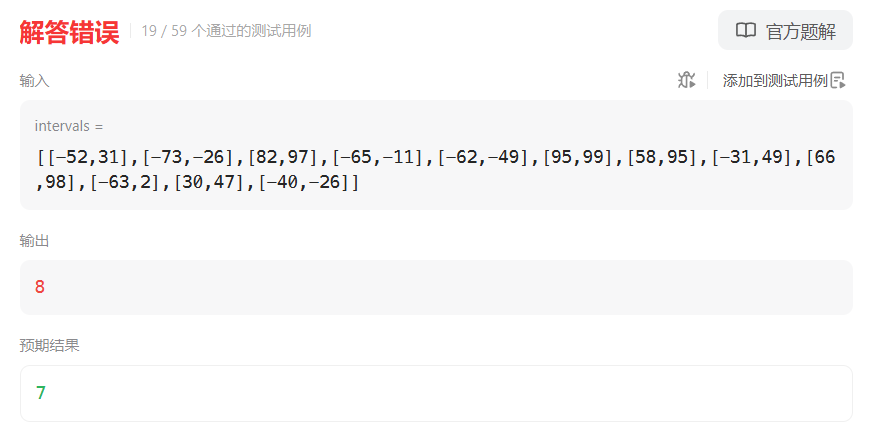 解答错误 19 / 59 个通过的测试用例 官方题解
输入 添加到测试用例
intervals =
[[−52,31],[−73,−26],[82,97],[−65,−11],[−62,−49],[95,99],[58,95],[−31,49],[66
,98],[−63,2],[30,47],[−40,−26]]
输出
8
预期结果
7